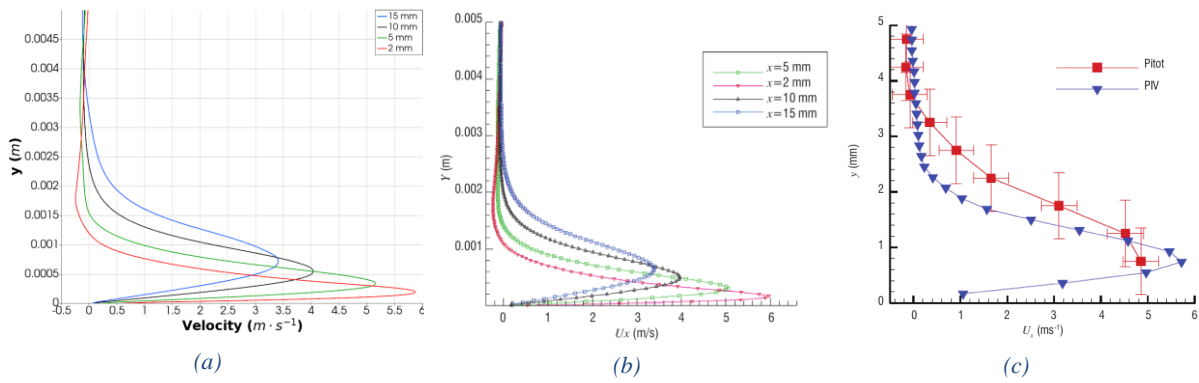 0.0045
0.004
0.0035
0.003
0.0025
0.002
0.0015
0.001
0.0005
0
y (m)
-0.5 0 0.5 1 1.5 2 2.5 3 3.5 4 4.5 5 5.5 6
Velocity (m · s⁻¹)
15 mm
10 mm
5 mm
2 mm
(a)
0.005
0.003
0.002
0.001
Y (m)
0 1 2 3 4 5 6
Ux (m/s)
x=5 mm
x=2 mm
x=10 mm
x=15 mm
(b)
5
4
3
2
1
0
y (mm)
0 1 2 3 4 5 6
Uₓ (ms⁻¹)
Pitot
PIV
(c)